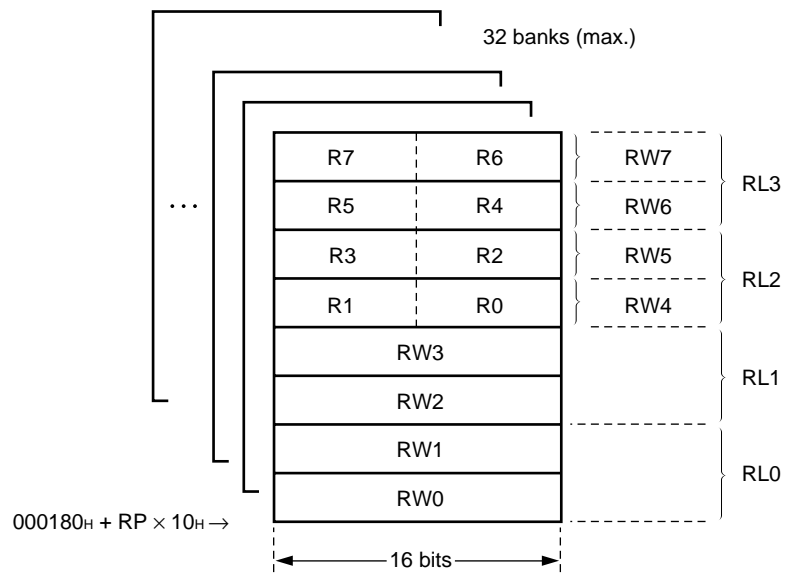 32 banks (max.)
R7 R6 RW7
RL3
R5 R4 RW6
...
R3 R2 RW5
RL2
R1 R0 RW4
RW3
RL1
RW2
RW1
RL0
RW0
000180H + RP × 10H →
16 bits